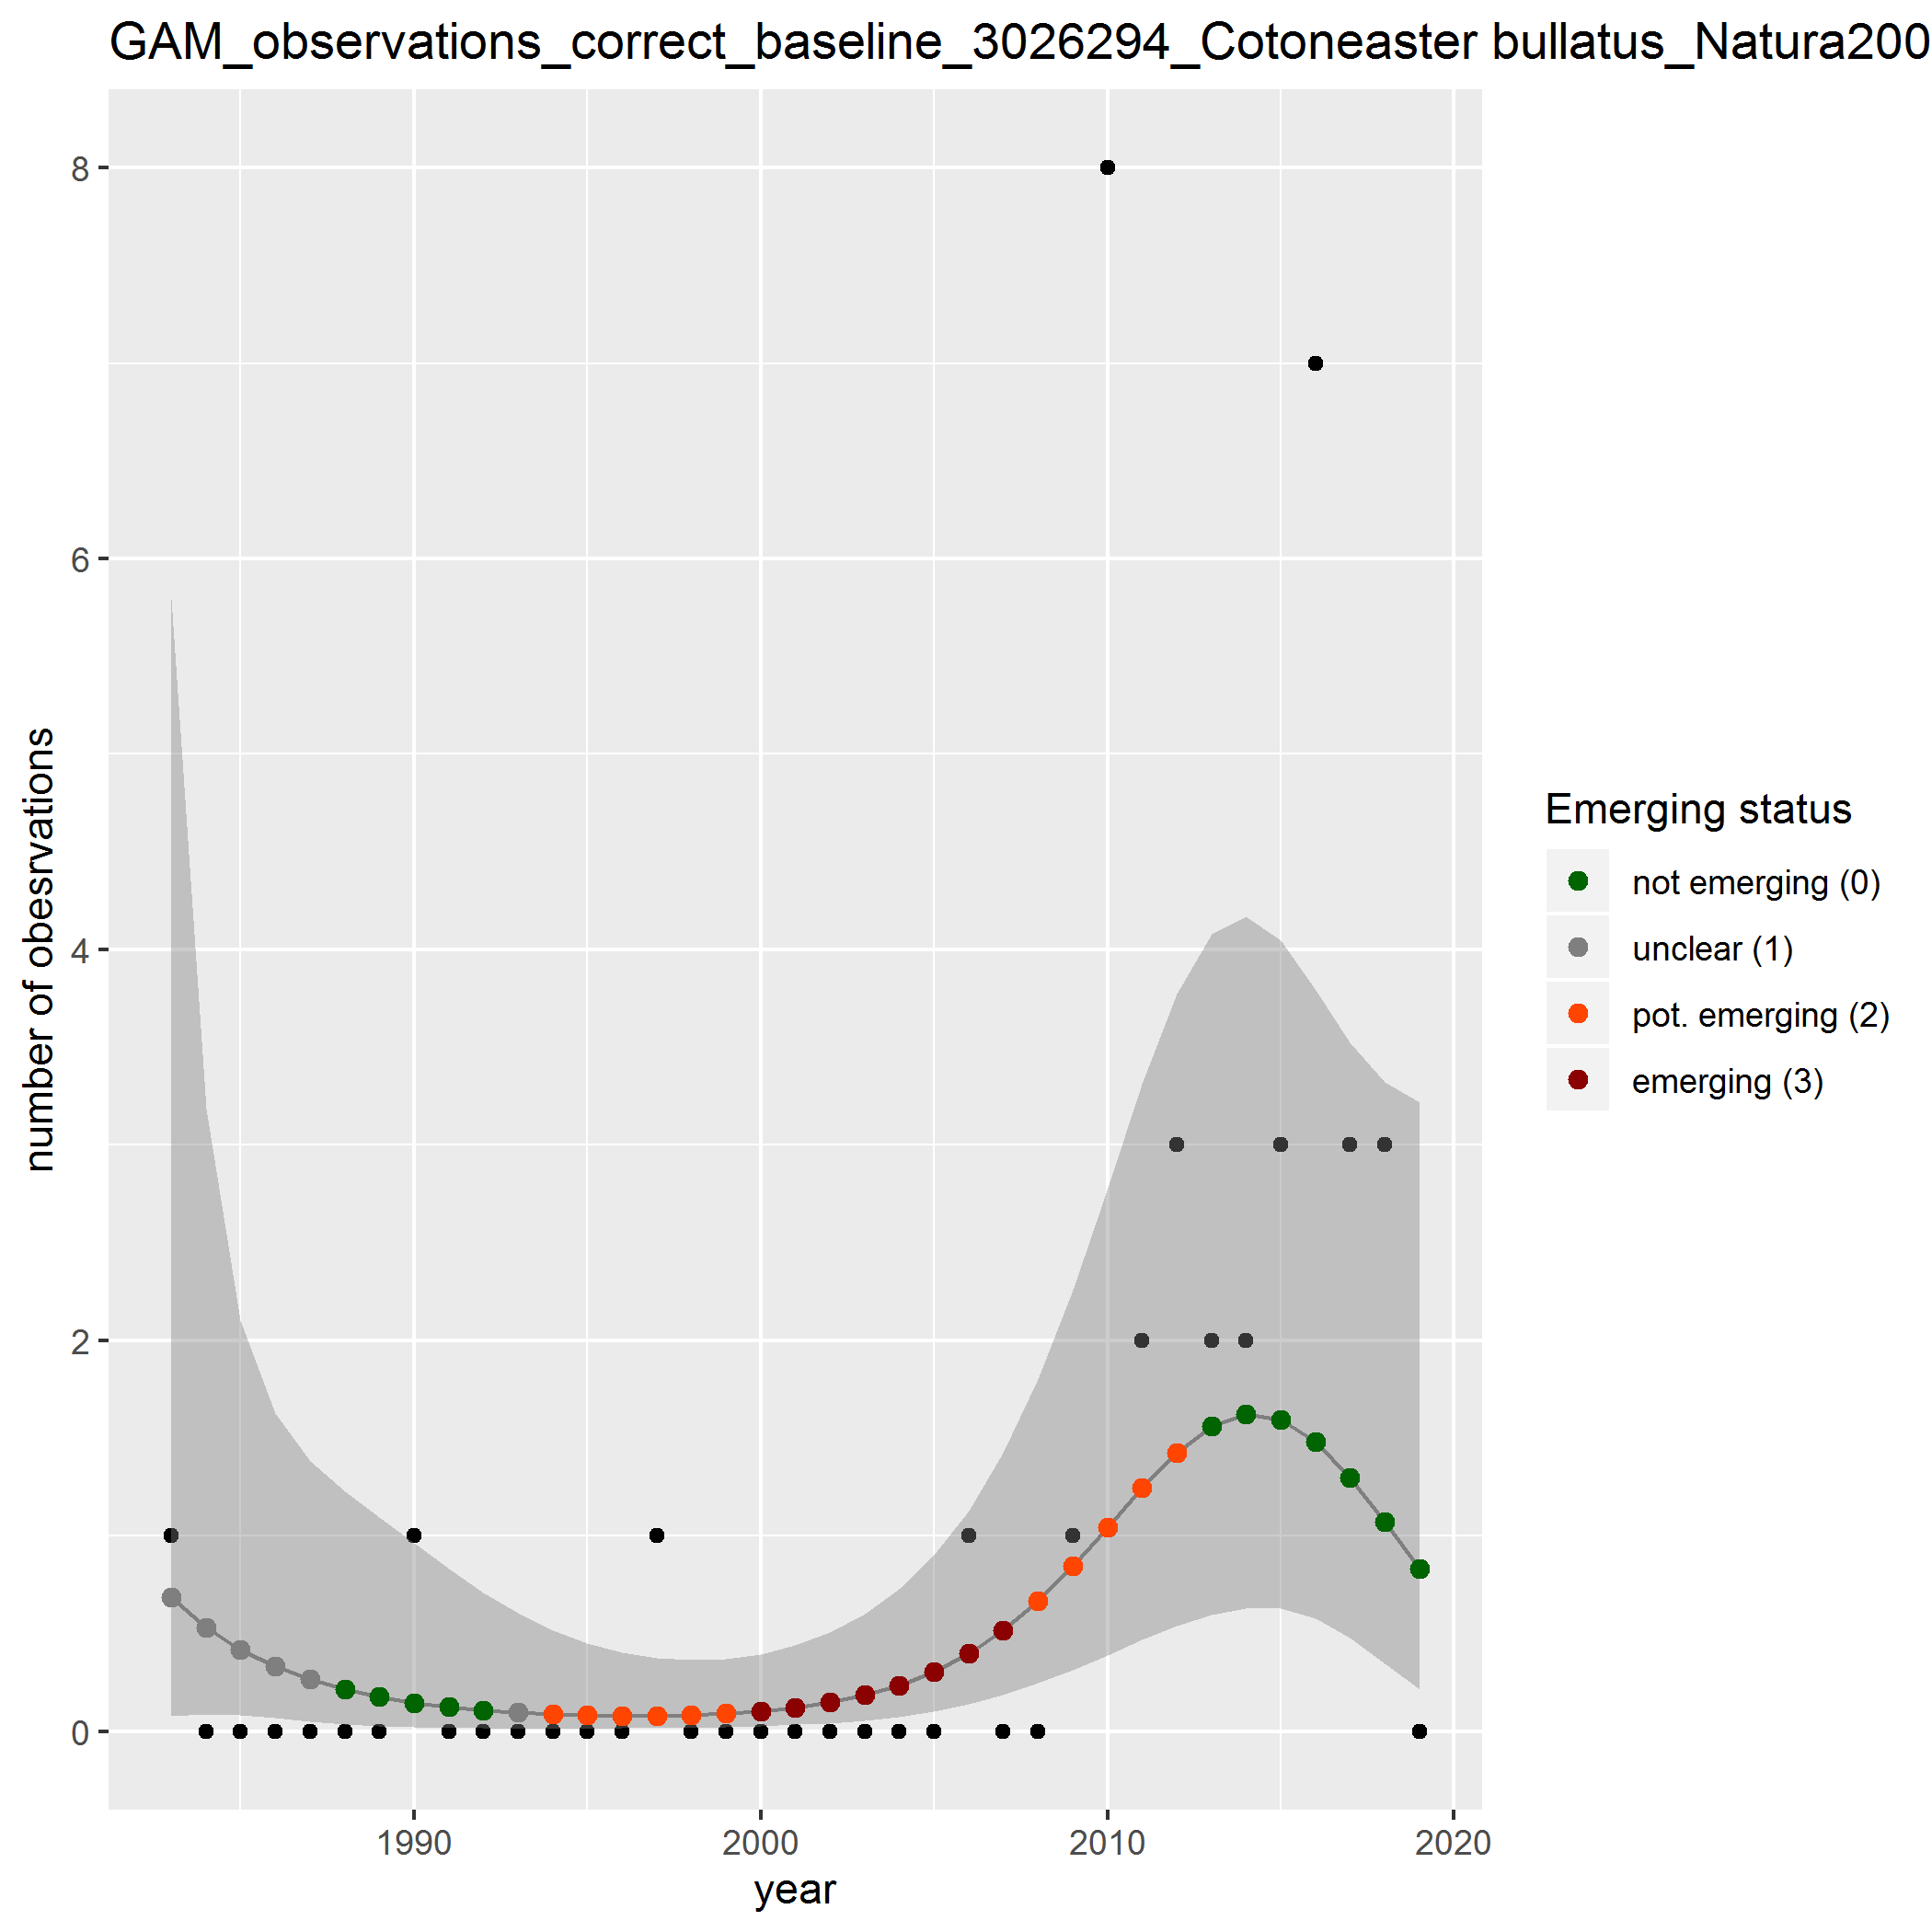 GAM_observations_correct_baseline_3026294_Cotoneaster bullatus_Natura200
8
6
4
2
0
number of obesrvations
1990
2000
2010
2020
year
Emerging status
not emerging (0)
unclear (1)
pot. emerging (2)
emerging (3)